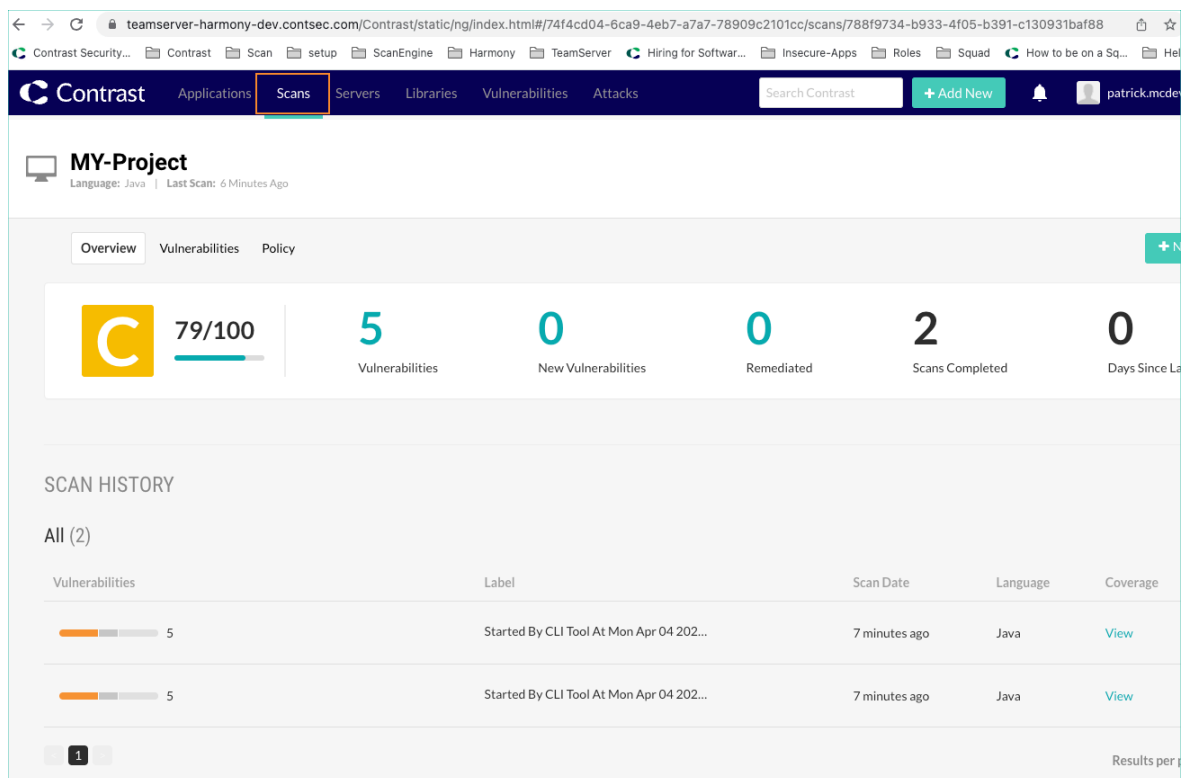 teamserver-harmony-dev.contsec.com/Contrast/static/ng/index.html#/74f4cd04-6ca9-4eb7-a7a7-78909c2101cc/scans/788f9734-b933-4f05-b391-c130931baf88
Contrast Security... Contrast Scan setup ScanEngine Harmony TeamServer Hiring for Softwar... Insecure-Apps Roles Squad How to be on a Sq... Hel
Contrast Applications Scans Servers Libraries Vulnerabilities Attacks Search Contrast + Add New patrick.mcdev
MY-Project
Language: Java | Last Scan: 6 Minutes Ago
Overview Vulnerabilities Policy + N
C 79/100 5 0 0 2 0
Vulnerabilities New Vulnerabilities Remediated Scans Completed Days Since La
SCAN HISTORY
All (2)
Vulnerabilities Label Scan Date Language Coverage
5 Started By CLI Tool At Mon Apr 04 202... 7 minutes ago Java View
5 Started By CLI Tool At Mon Apr 04 202... 7 minutes ago Java View
1 Results per p